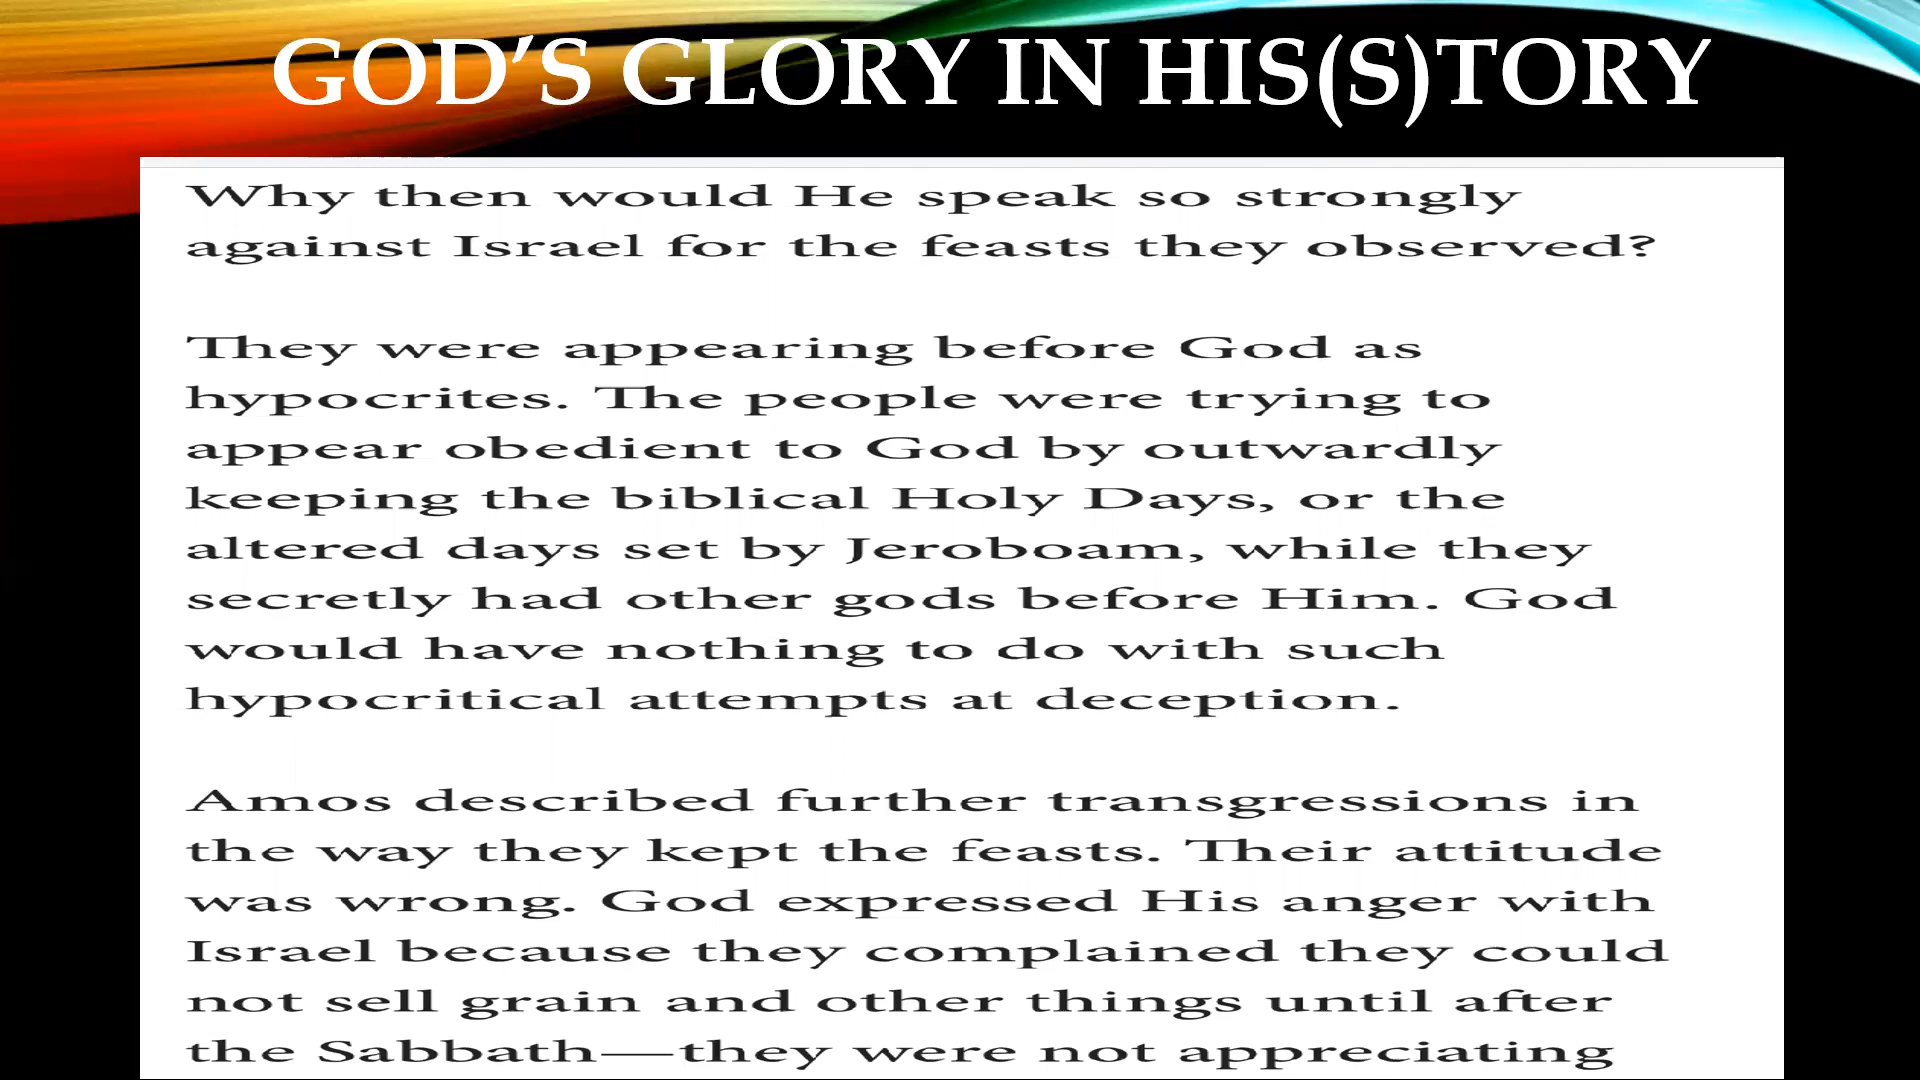 GOD’S GLORY IN HIS(S)TORY
Why then would He speak so strongly
against Israel for the feasts they observed?
They were appearing before God as
hypocrites. The people were trying to
appear obedient to God by outwardly
keeping the biblical Holy Days, or the
altered days set by Jeroboam, while they
secretly had other gods before Him. God
would have nothing to do with such
hypocritical attempts at deception.
Amos described further transgressions in
the way they kept the feasts. Their attitude
was wrong. God expressed His anger with
Israel because they complained they could
not sell grain and other things until after
the Sabbath—they were not appreciating